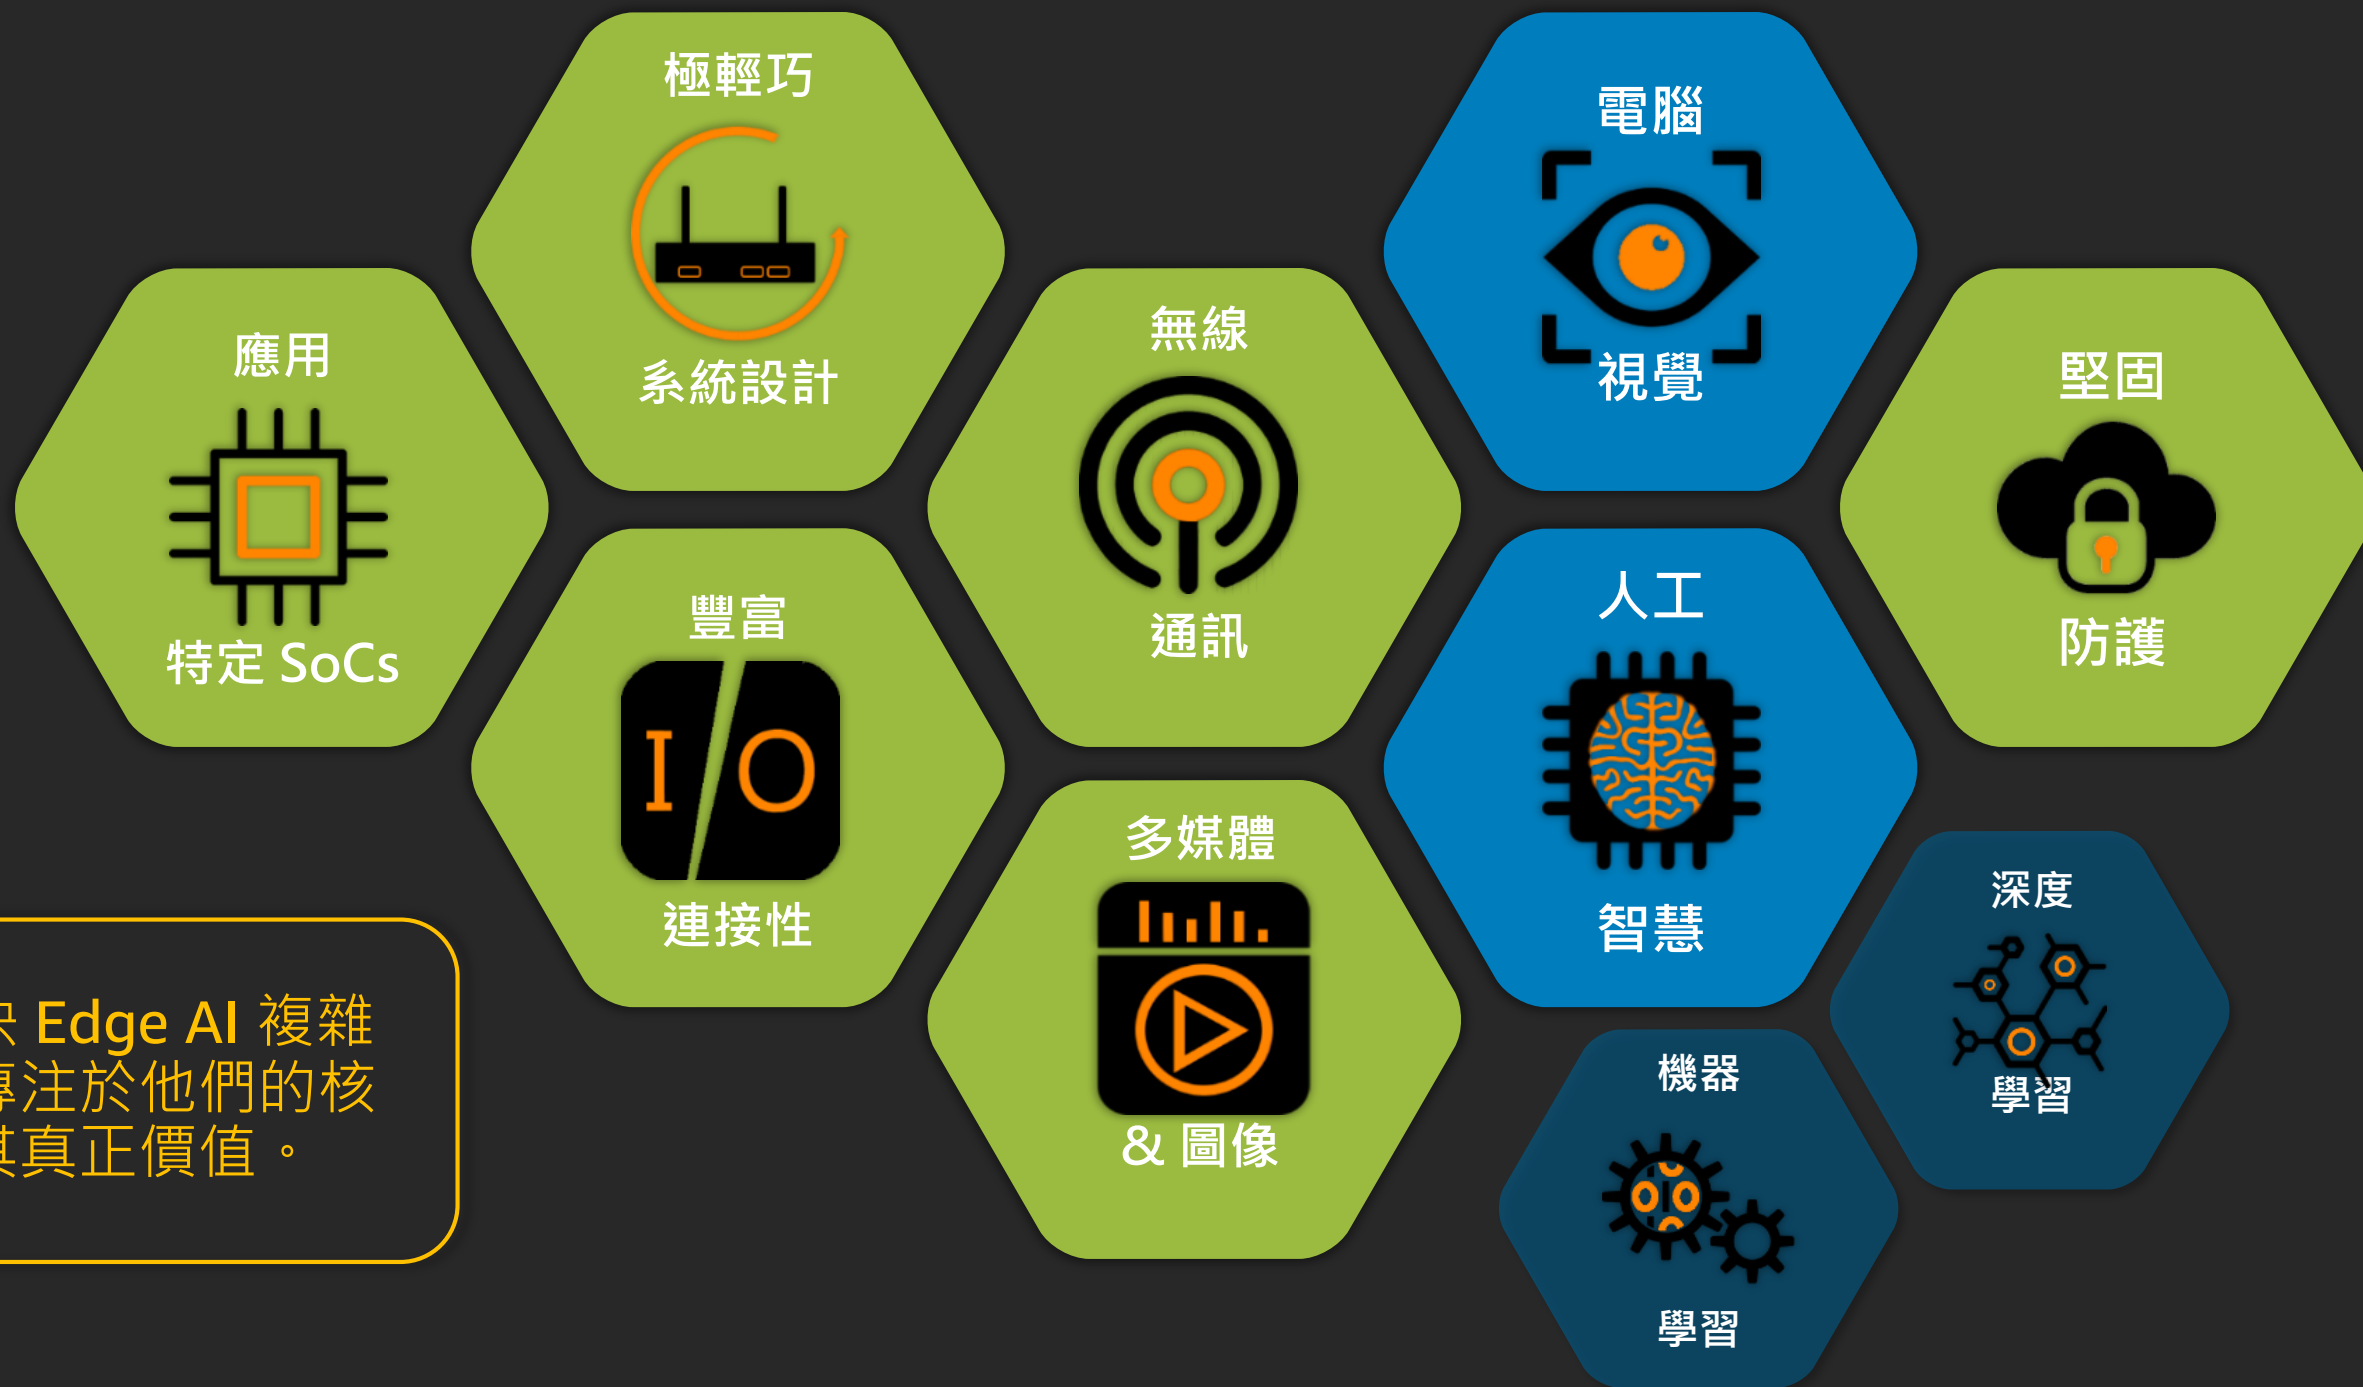 極輕巧
系統設計
電腦
視覺
應用
特定 SoCs
無線
通訊
堅固
防護
豐富
I/O
連接性
人工
智慧
多媒體
& 圖像
深度
學習
機器
學習
Edge AI 複雜
專注於他們的核
其真正價值。